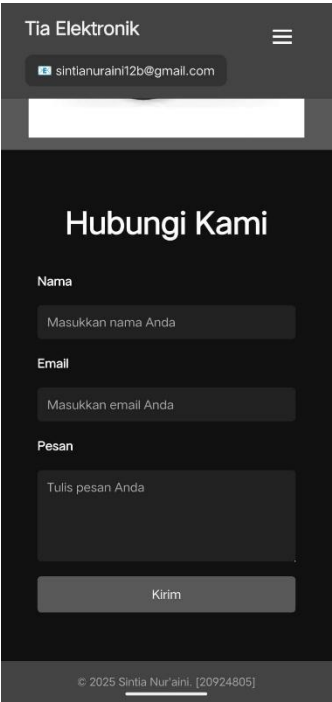 Tia Elektronik
📧 sintianuraini12b@gmail.com
Hubungi Kami
Nama
Masukkan nama Anda
Email
Masukkan email Anda
Pesan
Tulis pesan Anda
Kirim
© 2025 Sintia Nur'aini. [20924805]